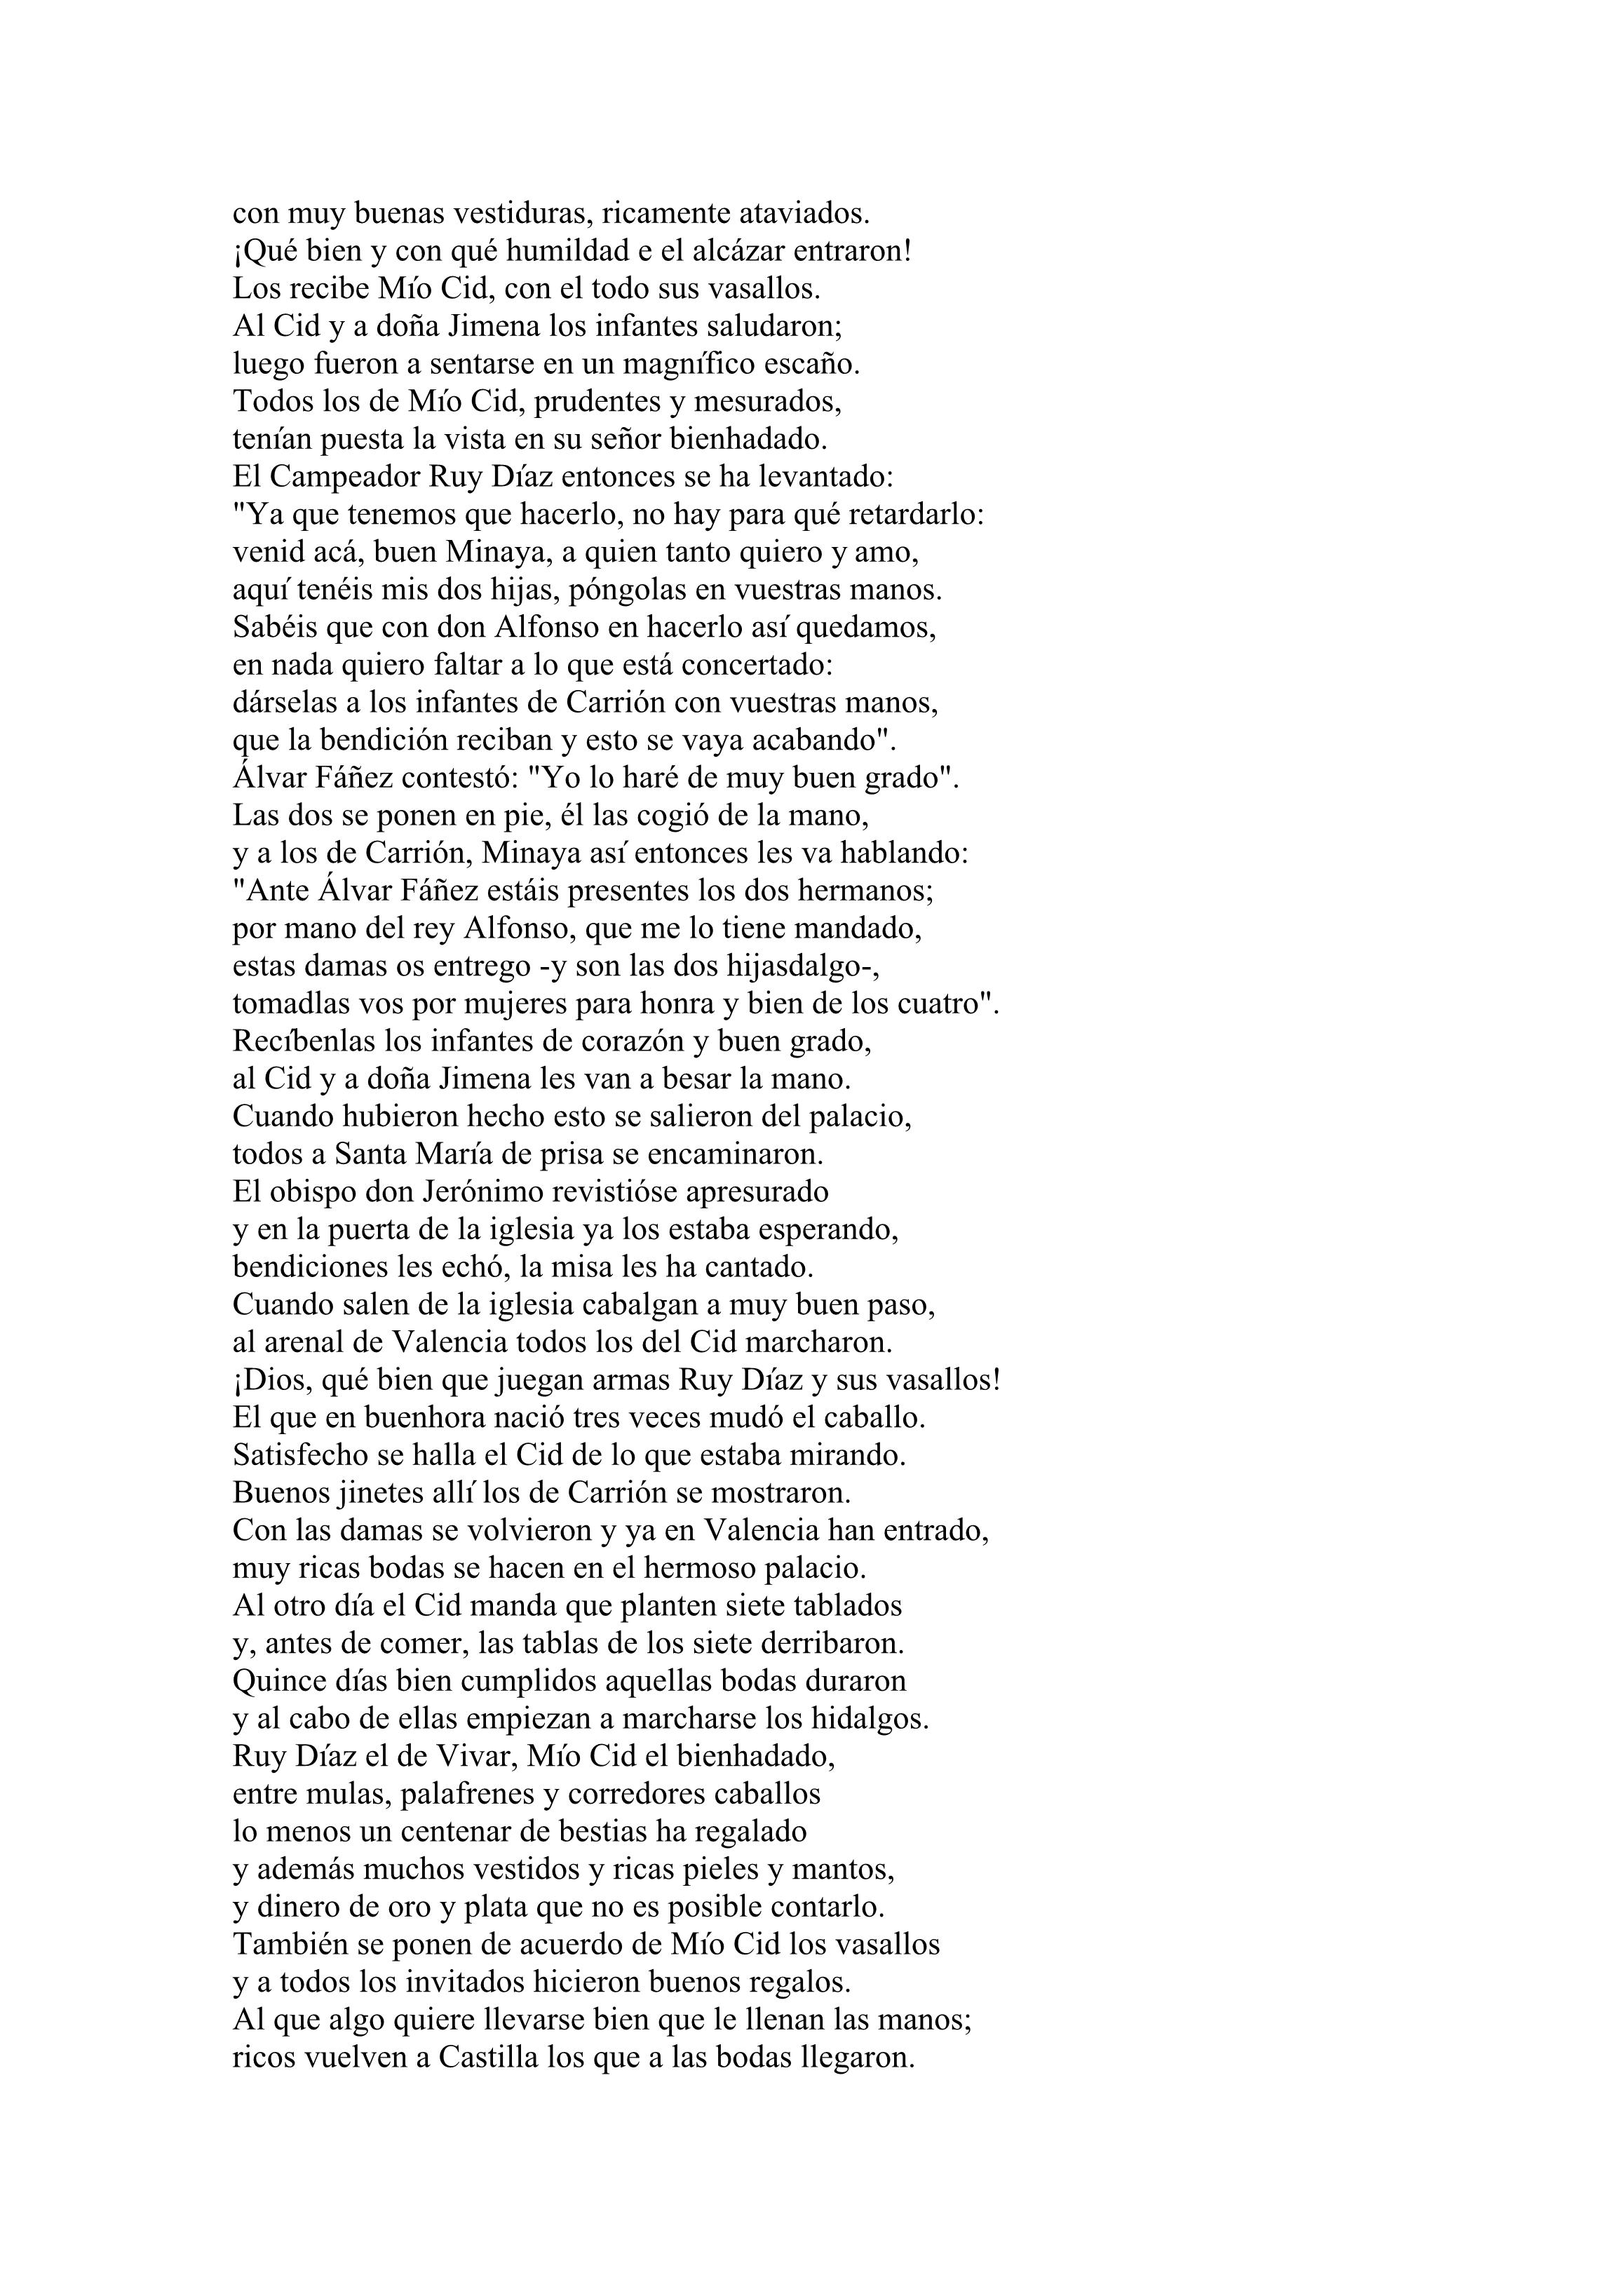 con muy buenas vestiduras, ricamente ataviados.
¡Qué bien y con qué humildad e el alcázar entraron!
Los recibe Mío Cid, con el todo sus vasallos.
Al Cid y a doña Jimena los infantes saludaron;
luego fueron a sentarse en un magnífico escaño.
Todos los de Mío Cid, prudentes y mesurados,
tenían puesta la vista en su señor bienhadado.
El Campeador Ruy Díaz entonces se ha levantado:
"Ya que tenemos que hacerlo, no hay para qué retardarlo:
venid acá, buen Minaya, a quien tanto quiero y amo,
aquí tenéis mis dos hijas, póngolas en vuestras manos.
Sabéis que con don Alfonso en hacerlo así quedamos,
en nada quiero faltar a lo que está concertado:
dárselas a los infantes de Carrión con vuestras manos,
que la bendición reciban y esto se vaya acabando".
Álvar Fáñez contestó: "Yo lo haré de muy buen grado".
Las dos se ponen en pie, él las cogió de la mano,
y a los de Carrión, Minaya así entonces les va hablando:
"Ante Álvar Fáñez estáis presentes los dos hermanos;
por mano del rey Alfonso, que me lo tiene mandado,
estas damas os entrego -y son las dos hijasdalgo-,
tomadlas vos por mujeres para honra y bien de los cuatro".
Recíbenlas los infantes de corazón y buen grado,
al Cid y a doña Jimena les van a besar la mano.
Cuando hubieron hecho esto se salieron del palacio,
todos a Santa María de prisa se encaminaron.
El obispo don Jerónimo revistióse apresurado
y en la puerta de la iglesia ya los estaba esperando,
bendiciones les echó, la misa les ha cantado.
Cuando salen de la iglesia cabalgan a muy buen paso,
al arenal de Valencia todos los del Cid marcharon.
¡Dios, qué bien que juegan armas Ruy Díaz y sus vasallos!
El que en buenhora nació tres veces mudó el caballo.
Satisfecho se halla el Cid de lo que estaba mirando.
Buenos jinetes allí los de Carrión se mostraron.
Con las damas se volvieron y ya en Valencia han entrado,
muy ricas bodas se hacen en el hermoso palacio.
Al otro día el Cid manda que planten siete tablados
y, antes de comer, las tablas de los siete derribaron.
Quince días bien cumplidos aquellas bodas duraron
y al cabo de ellas empiezan a marcharse los hidalgos.
Ruy Díaz el de Vivar, Mío Cid el bienhadado,
entre mulas, palafrenes y corredores caballos
lo menos un centenar de bestias ha regalado
y además muchos vestidos y ricas pieles y mantos,
y dinero de oro y plata que no es posible contarlo.
También se ponen de acuerdo de Mío Cid los vasallos
y a todos los invitados hicieron buenos regalos.
Al que algo quiere llevarse bien que le llenan las manos;
ricos vuelven a Castilla los que a las bodas llegaron.